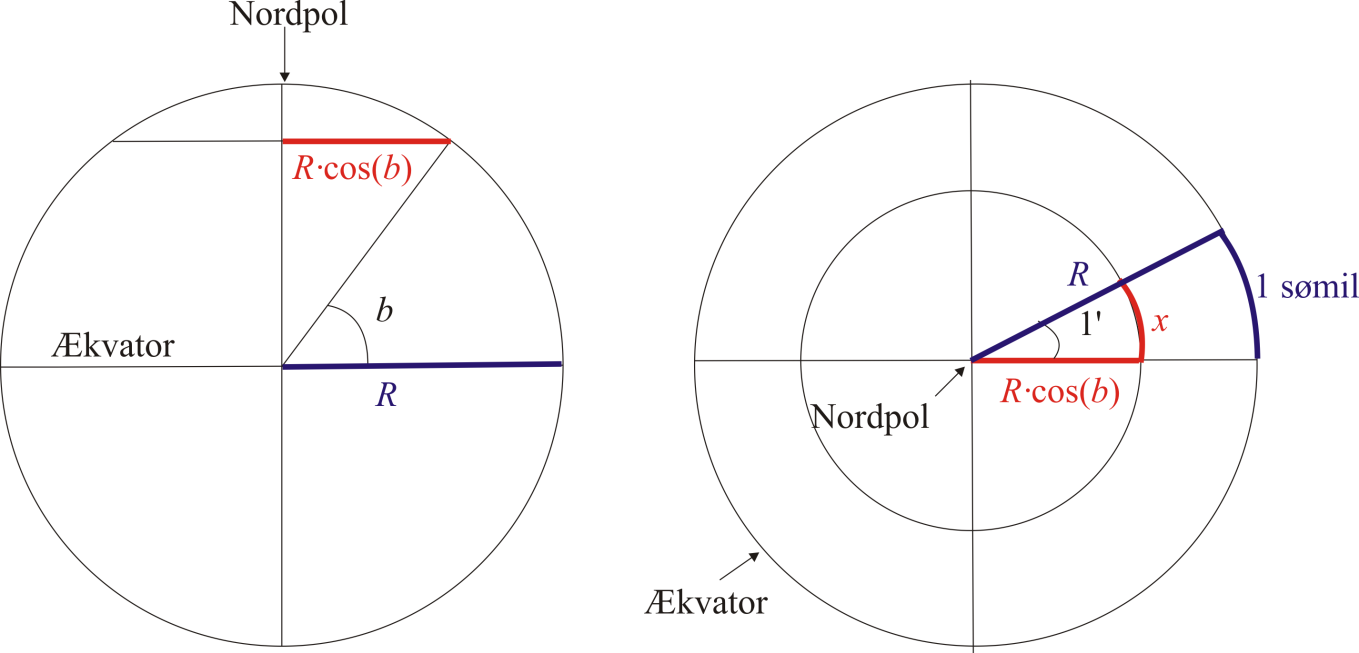 Nordpol
R·cos(b)
b
Ækvator
R
R
1 sømil
1'
x
R·cos(b)
Nordpol
Ækvator